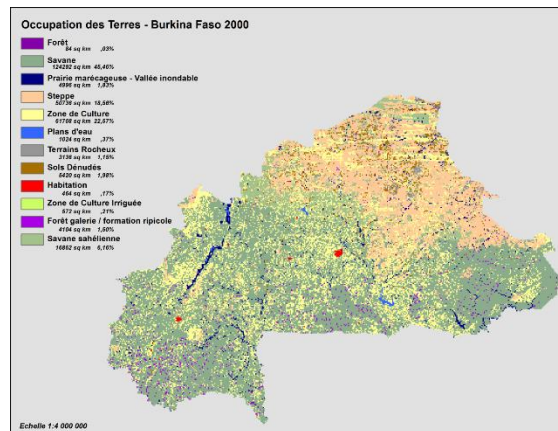 Occupation des Terres - Burkina Faso 2000
Forêt
84 sq km ,03%
Savane
124282 sq km 45,46%
Prairie marécageuse - Vallée inondable
4996 sq km 1,83%
Steppe
50736 sq km 18,56%
Zone de Culture
61708 sq km 22,57%
Plans d'eau
1024 sq km ,37%
Terrains Rocheux
3136 sq km 1,15%
Sols Dénudés
5420 sq km 1,98%
Habitation
464 sq km ,17%
Zone de Culture Irriguée
572 sq km ,21%
Forêt galerie / formation ripicole
4104 sq km 1,50%
Savane sahélienne
16862 sq km 6,16%
Echelle 1:4 000 000